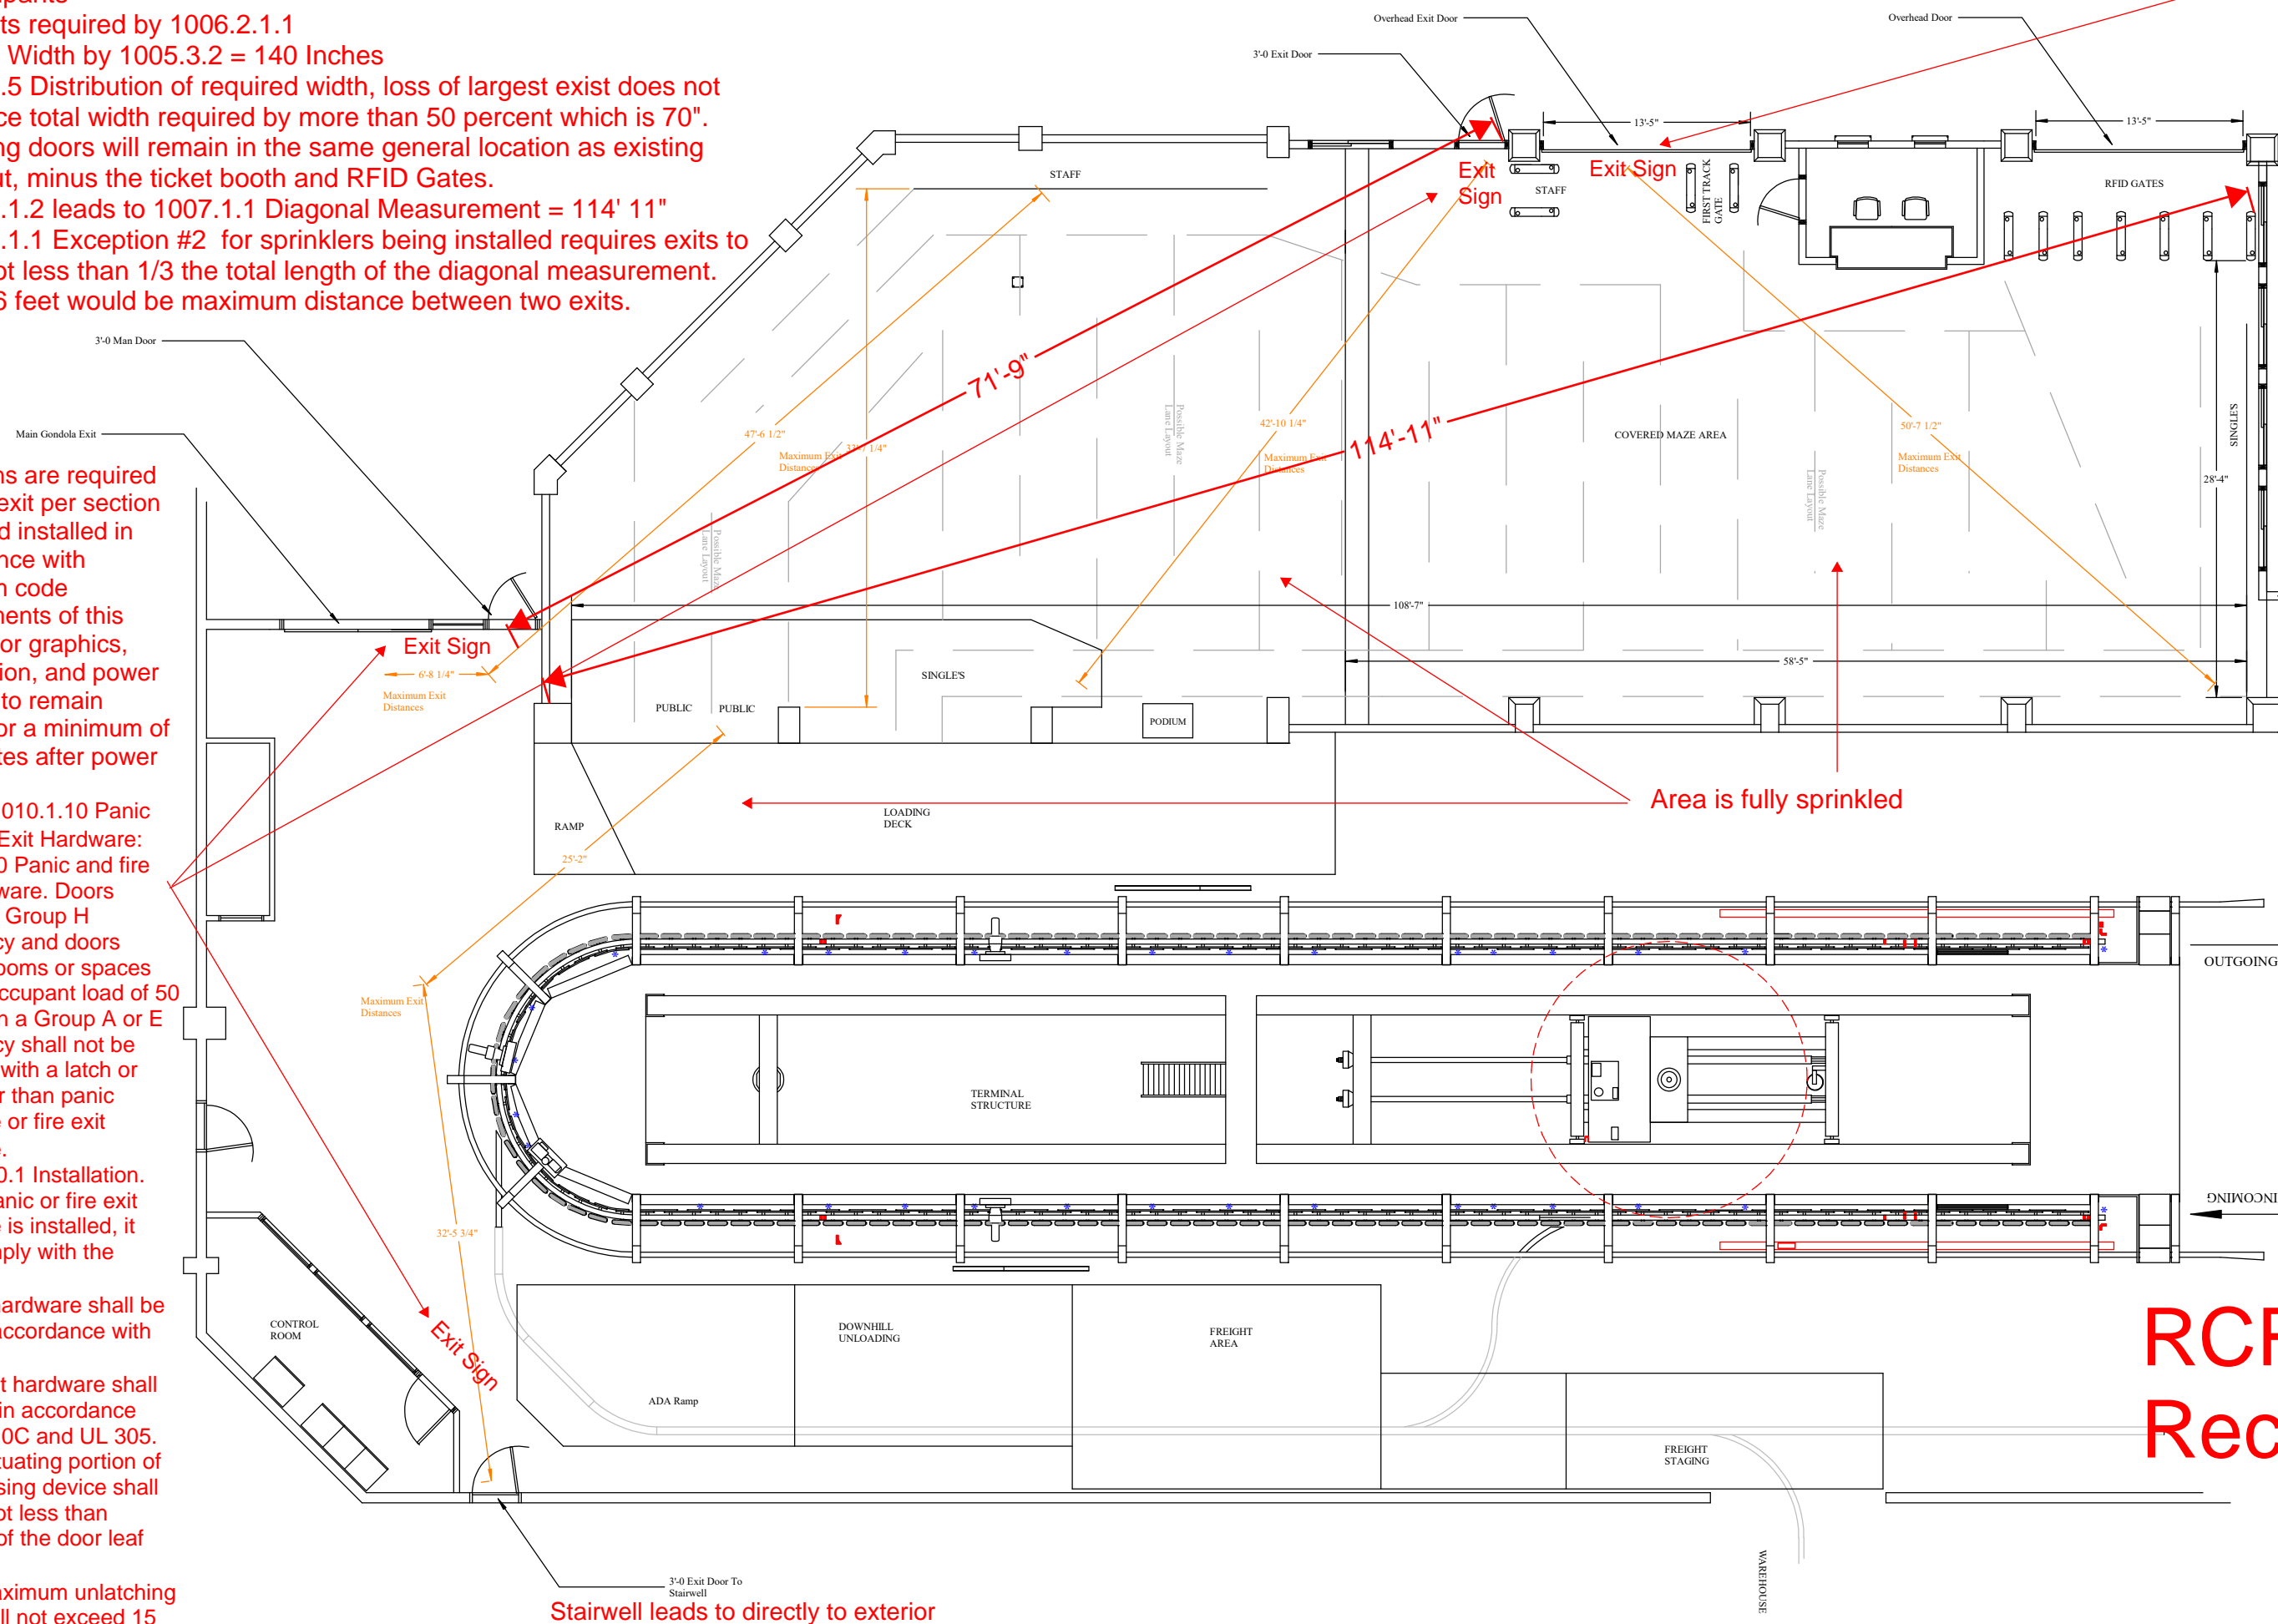 ts required by 1006.2.1.1
Width by 1005.3.2 = 140 Inches
.5 Distribution of required width, loss of largest exist does not
ce total width required by more than 50 percent which is 70".
ng doors will remain in the same general location as existing
ut, minus the ticket booth and RFID Gates.
.1.2 leads to 1007.1.1 Diagonal Measurement = 114' 11"
.1.1 Exception #2 for sprinklers being installed requires exits to
ot less than 1/3 the total length of the diagonal measurement.
6 feet would be maximum distance between two exits.
Overhead Exit Door
Overhead Door
3'-0 Exit Door
13'-5"
13'-5"
STAFF
Exit
Sign
STAFF
Exit Sign
FIRST TRACK
GATE
RFID GATES
3'-0 Man Door
Main Gondola Exit
71'-9"
114'-11"
47'-6 1/2"
Maximum Exit
Distances
33'-7 1/4"
42'-10 1/4"
Maximum Exit
Distances
50'-7 1/2"
Maximum Exit
Distances
COVERED MAZE AREA
SINGLE'S
28'-4"
Possible Maze
Lane Layout
Possible Maze
Lane Layout
Possible Maze
Lane Layout
108'-7"
58'-5"
ns are required
exit per section
d installed in
nce with
n code
ments of this
or graphics,
ion, and power
to remain
or a minimum of
tes after power
Exit Sign
6'-8 1/4"
Maximum Exit
Distances
SINGLE'S
PUBLIC
PUBLIC
PODIUM
Area is fully sprinkled
LOADING
DECK
RAMP
25'-2"
010.1.10 Panic
Exit Hardware:
0 Panic and fire
ware. Doors
Group H
cy and doors
ooms or spaces
occupant load of 50
n a Group A or E
cy shall not be
with a latch or
r than panic
e or fire exit
e.
0.1 Installation.
anic or fire exit
e is installed, it
mply with the
hardware shall be
accordance with
t hardware shall
in accordance
0C and UL 305.
tuating portion of
sing device shall
ot less than
of the door leaf
aximum unlatching
ll not exceed 15
Maximum Exit
Distances
32'-5 3/4"
OUTGOING
TERMINAL
STRUCTURE
INCOMING
CONTROL
ROOM
Exit Sign
DOWNHILL
UNLOADING
FREIGHT
AREA
ADA Ramp
FREIGHT
STAGING
WAREHOUSE
RCF
Rec
3'-0 Exit Door To
Stairwell
Stairwell leads to directly to exterior